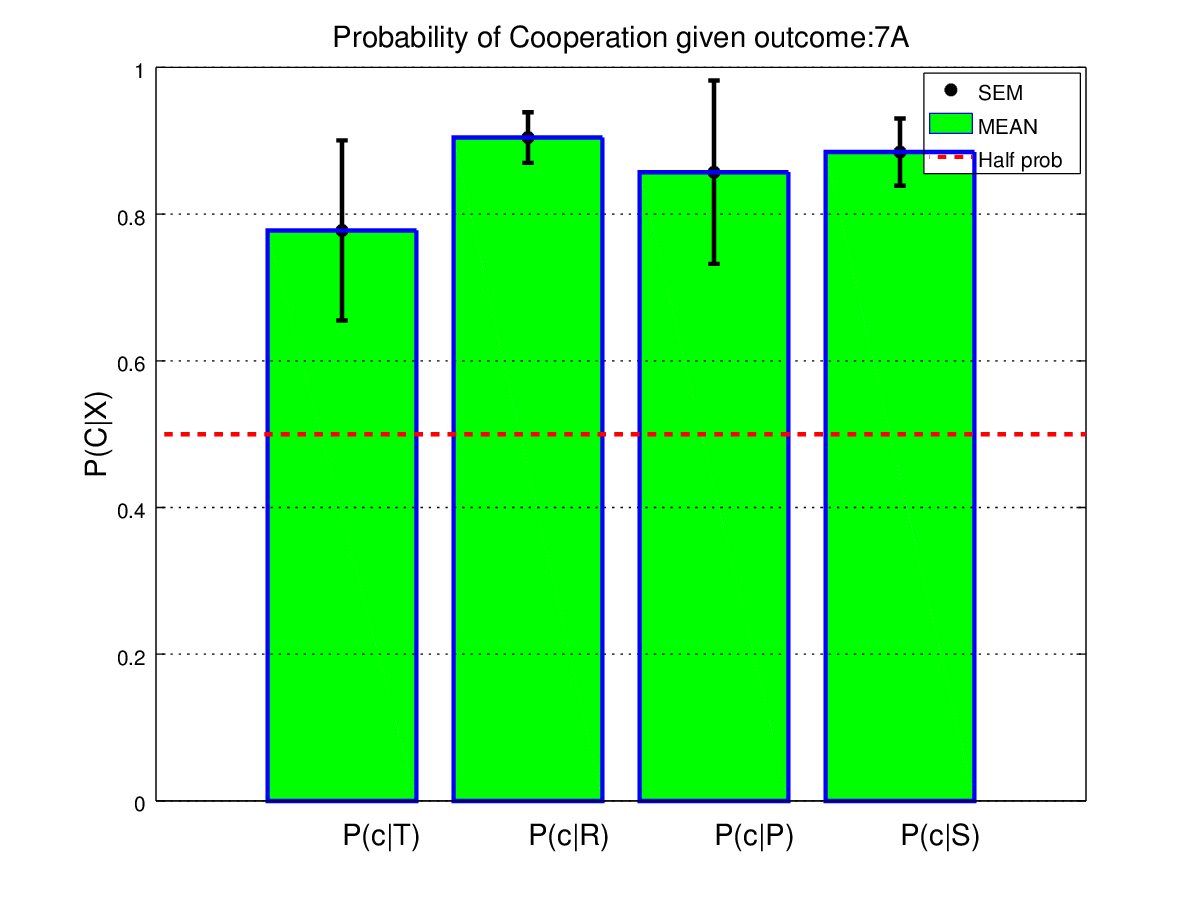 Probability of Cooperation given outcome:7A
1
0.8
0.6
0.4
0.2
0
P(C|X)
SEM
MEAN
Half prob
P(c|T)
P(c|R)
P(c|P)
P(c|S)